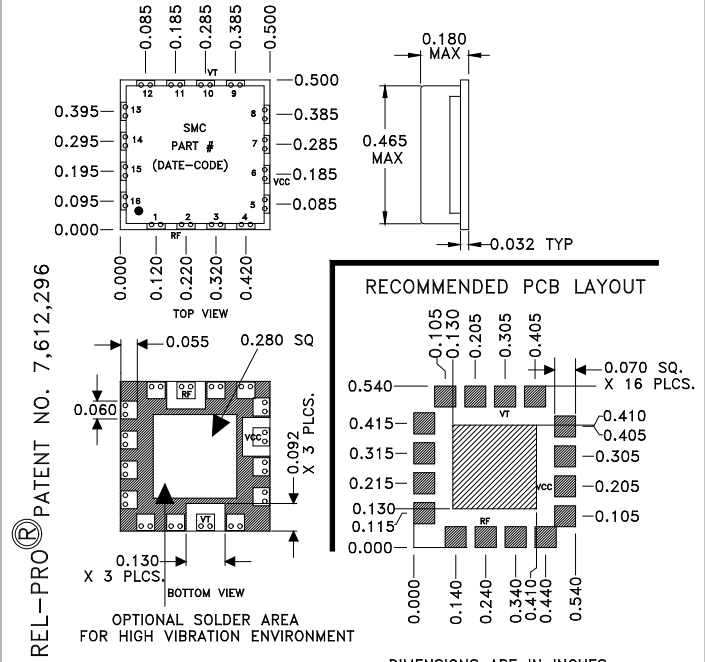 0.085 0.185 0.285 0.385 0.500
VT
12 11 10 9
0.500
0.395
13
8
0.385
SMC
0.295
14
PART #
7
0.285
(DATE-CODE)
0.195
15
6
0.185
VCC
0.095
16
5
0.085
1 2 3 4
0.000
RF
0.000 0.120 0.220 0.320 0.420
TOP VIEW
0.180
MAX
0.465
MAX
0.032 TYP
REL-PRO® PATENT NO. 7,612,296
0.055
0.280 SQ
0.060
RF
VCC
VT
0.092
X 3 PLCS.
0.130
X 3 PLCS.
BOTTOM VIEW
OPTIONAL SOLDER AREA
FOR HIGH VIBRATION ENVIRONMENT
RECOMMENDED PCB LAYOUT
0.105 0.130 0.205 0.305 0.405
0.070 SQ.
X 16 PLCS.
0.540
VT
0.415
0.410
0.405
0.315
0.305
0.215
VCC
0.205
0.130
0.115
RF
0.105
0.000
0.000 0.140 0.240 0.340 0.410 0.440 0.540
DIMENSIONS ARE IN INCHES